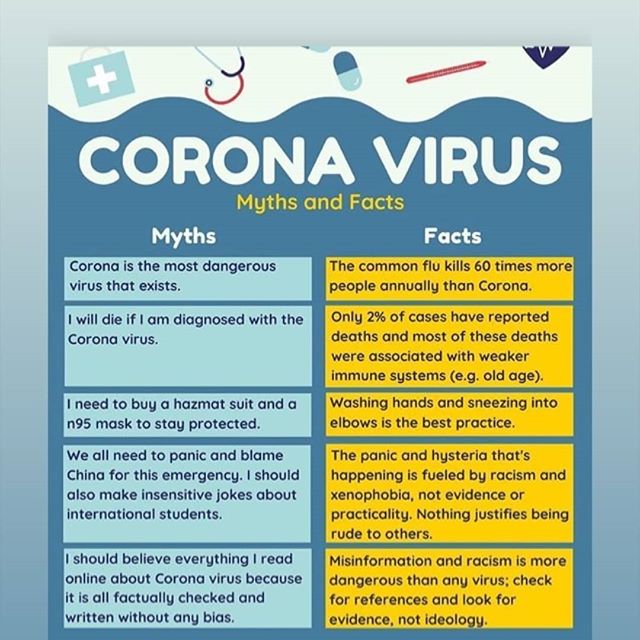 CORONA VIRUS
Myths and Facts
Myths
Facts
Corona is the most dangerous
virus that exists.
The common flu kills 60 times more
people annually than Corona.
I will die if I am diagnosed with the
Corona virus.
Only 2% of cases have reported
deaths and most of these deaths
were associated with weaker
immune systems (e.g. old age).
I need to buy a hazmat suit and a
n95 mask to stay protected.
Washing hands and sneezing into
elbows is the best practice.
We all need to panic and blame
China for this emergency. I should
also make insensitive jokes about
international students.
The panic and hysteria that's
happening is fueled by racism and
xenophobia, not evidence or
practicality. Nothing justifies being
rude to others.
I should believe everything I read
online about Corona virus because
it is all factually checked and
written without any bias.
Misinformation and racism is more
dangerous than any virus; check
for references and look for
evidence, not ideology.